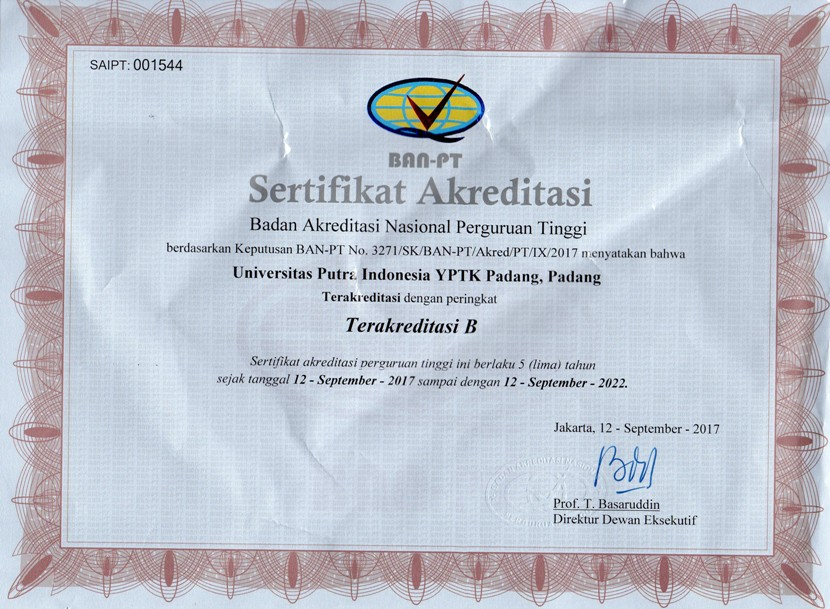 SAIPT: 001544
BAN-PT
Sertifikat Akreditasi
Badan Akreditasi Nasional Perguruan Tinggi
berdasarkan Keputusan BAN-PT No. 3271/SK/BAN-PT/Akred/PT/IX/2017 menyatakan bahwa
Universitas Putra Indonesia YPTK Padang, Padang
Terakreditasi dengan peringkat
Terakreditasi B
Sertifikat akreditasi perguruan tinggi ini berlaku 5 (lima) tahun
sejak tanggal 12 - September - 2017 sampai dengan 12 - September - 2022.
Jakarta, 12 - September - 2017
Prof. T. Basaruddin
Direktur Dewan Eksekutif